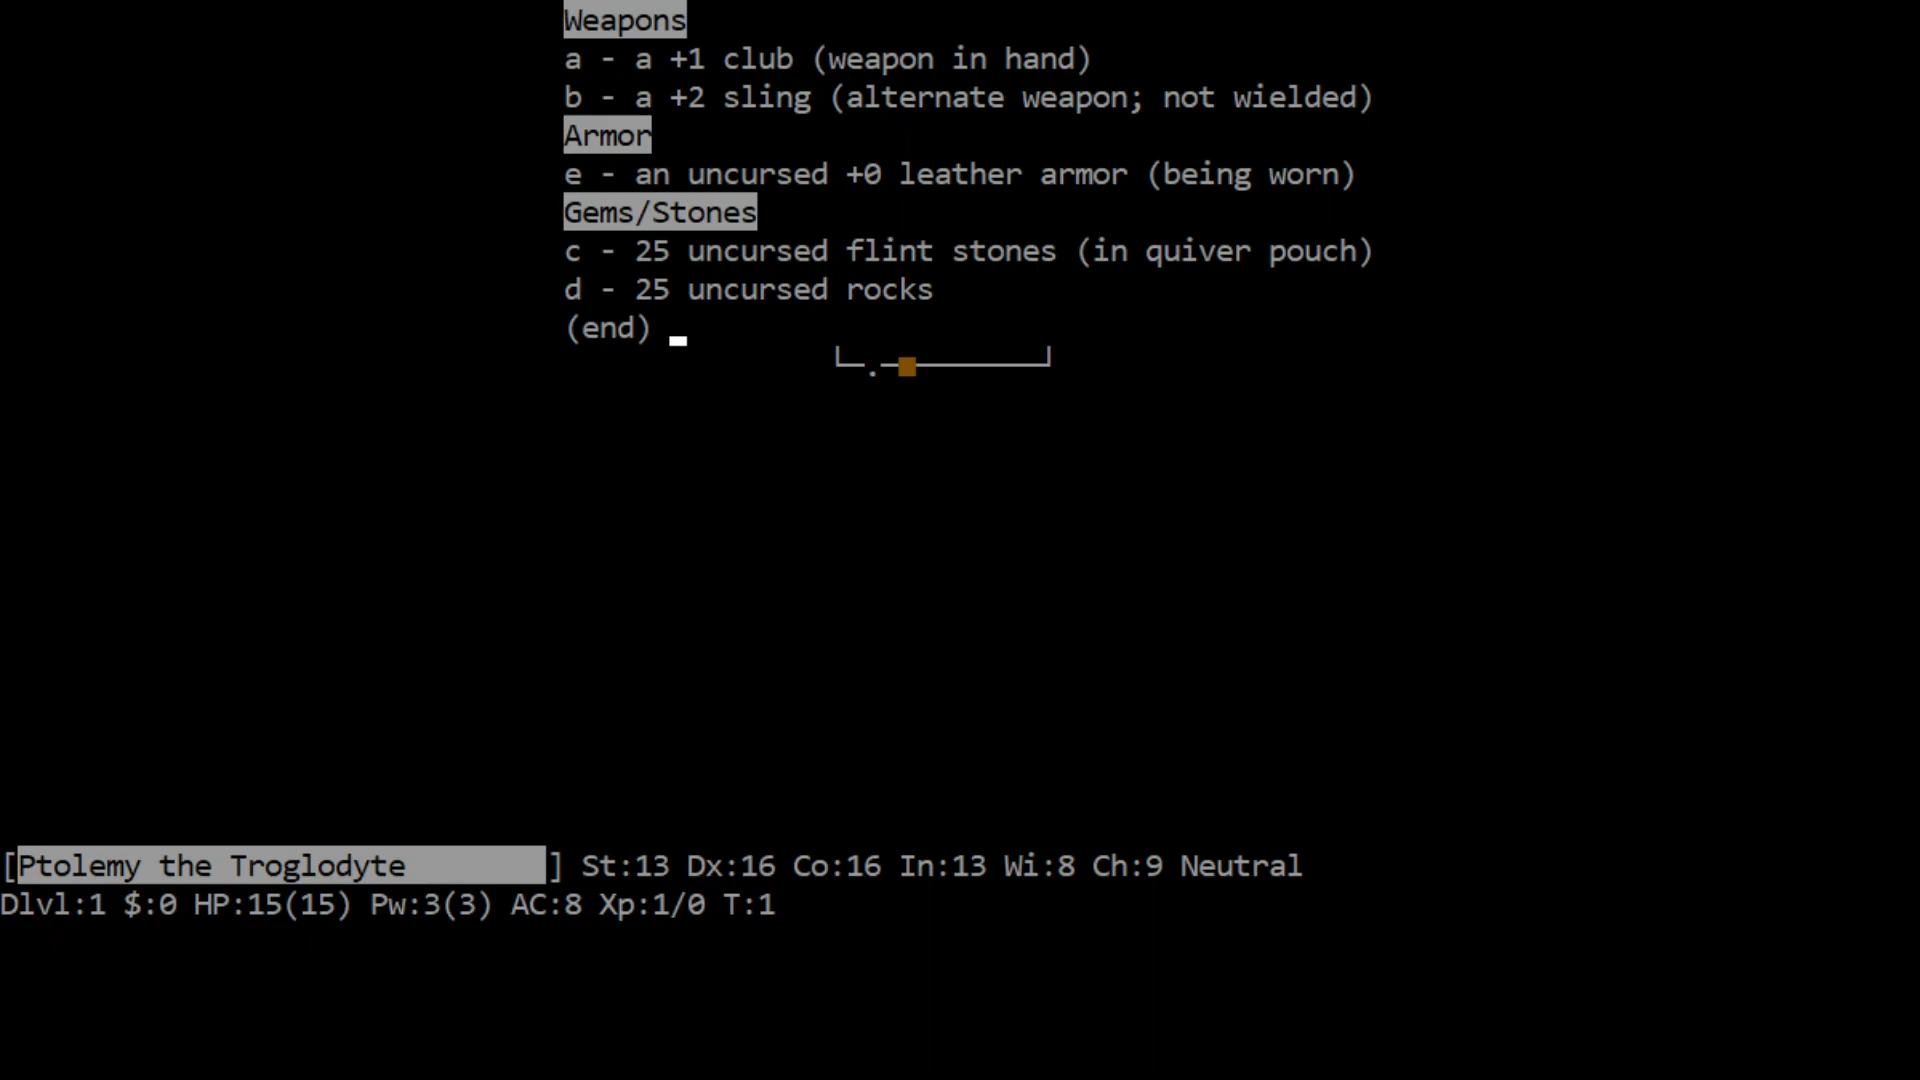 Weapons
a - a +1 club (weapon in hand)
b - a +2 sling (alternate weapon; not wielded)
Armor
e - an uncursed +0 leather armor (being worn)
Gems/Stones
c - 25 uncursed flint stones (in quiver pouch)
d - 25 uncursed rocks
(end)
[Ptolemy the Troglodyte] St:13 Dx:16 Co:16 In:13 Wi:8 Ch:9 Neutral
Dlvl:1 $:0 HP:15(15) Pw:3(3) AC:8 Xp:1/0 T:1